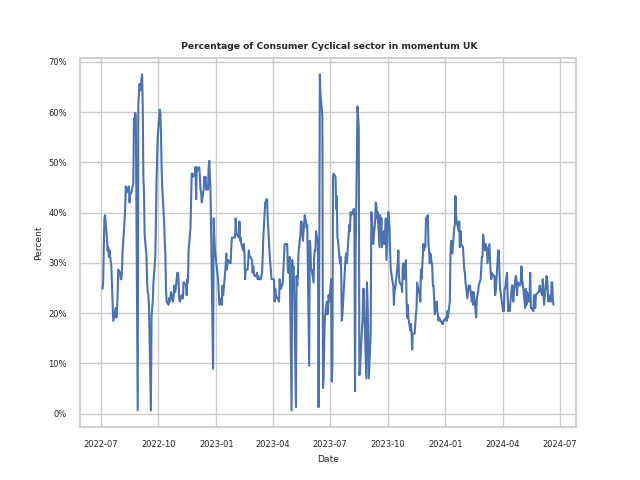 Percentage of Consumer Cyclical sector in momentum UK
70%
60%
50%
40%
30%
20%
10%
0%
Percent
2022-07 2022-10 2023-01 2023-04 2023-07 2023-10 2024-01 2024-04 2024-07
Date